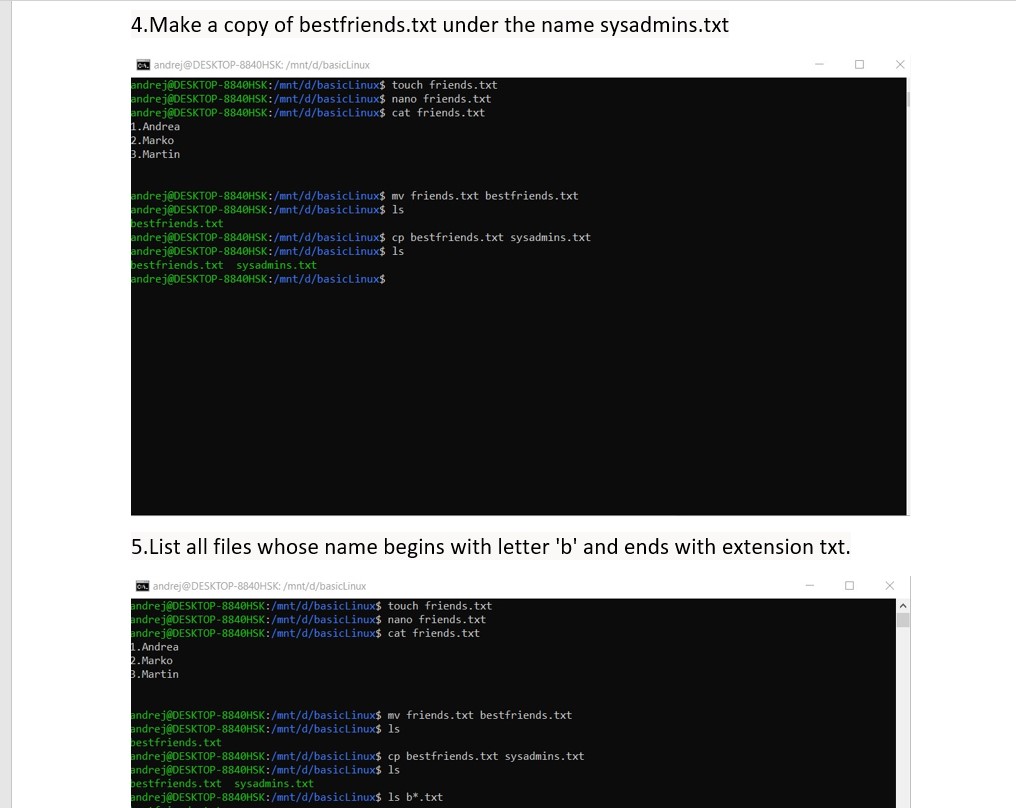 4.Make a copy of bestfriends.txt under the name sysadmins.txt
andrej@DESKTOP-8840HSK: /mnt/d/basicLinux
andrej@DESKTOP-8840HSK:/mnt/d/basicLinux$ touch friends.txt
andrej@DESKTOP-8840HSK:/mnt/d/basicLinux$ nano friends.txt
andrej@DESKTOP-8840HSK:/mnt/d/basicLinux$ cat friends.txt
1.Andrea
2.Marko
3.Martin
andrej@DESKTOP-8840HSK:/mnt/d/basicLinux$ mv friends.txt bestfriends.txt
andrej@DESKTOP-8840HSK:/mnt/d/basicLinux$ ls
bestfriends.txt
andrej@DESKTOP-8840HSK:/mnt/d/basicLinux$ cp bestfriends.txt sysadmins.txt
andrej@DESKTOP-8840HSK:/mnt/d/basicLinux$ ls
bestfriends.txt  sysadmins.txt
andrej@DESKTOP-8840HSK:/mnt/d/basicLinux$
5.List all files whose name begins with letter 'b' and ends with extension txt.
andrej@DESKTOP-8840HSK: /mnt/d/basicLinux
andrej@DESKTOP-8840HSK:/mnt/d/basicLinux$ touch friends.txt
andrej@DESKTOP-8840HSK:/mnt/d/basicLinux$ nano friends.txt
andrej@DESKTOP-8840HSK:/mnt/d/basicLinux$ cat friends.txt
1.Andrea
2.Marko
3.Martin
andrej@DESKTOP-8840HSK:/mnt/d/basicLinux$ mv friends.txt bestfriends.txt
andrej@DESKTOP-8840HSK:/mnt/d/basicLinux$ ls
bestfriends.txt
andrej@DESKTOP-8840HSK:/mnt/d/basicLinux$ cp bestfriends.txt sysadmins.txt
andrej@DESKTOP-8840HSK:/mnt/d/basicLinux$ ls
bestfriends.txt  sysadmins.txt
andrej@DESKTOP-8840HSK:/mnt/d/basicLinux$ ls b*.txt